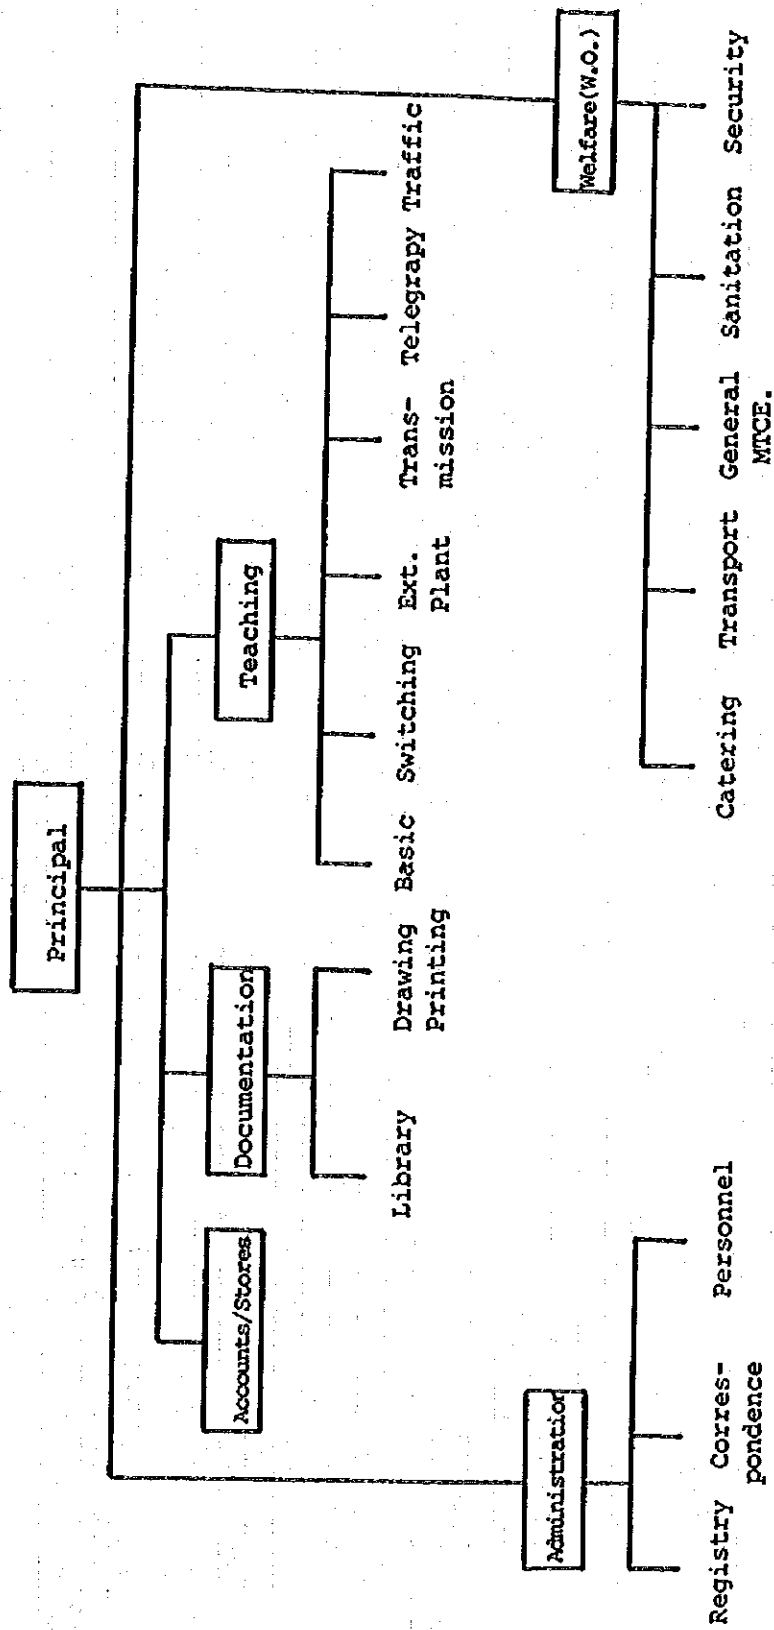 Principal
Accounts/Stores
Documentation
Teaching
Library
Drawing
Printing
Basic
Switching
Ext.
Plant
Trans-
mission
Telegrapy
Traffic
Administration
Welfare(W.O.)
Registry
Corres-
pondence
Personnel
Catering
Transport
General
MTCE.
Sanitation
Security